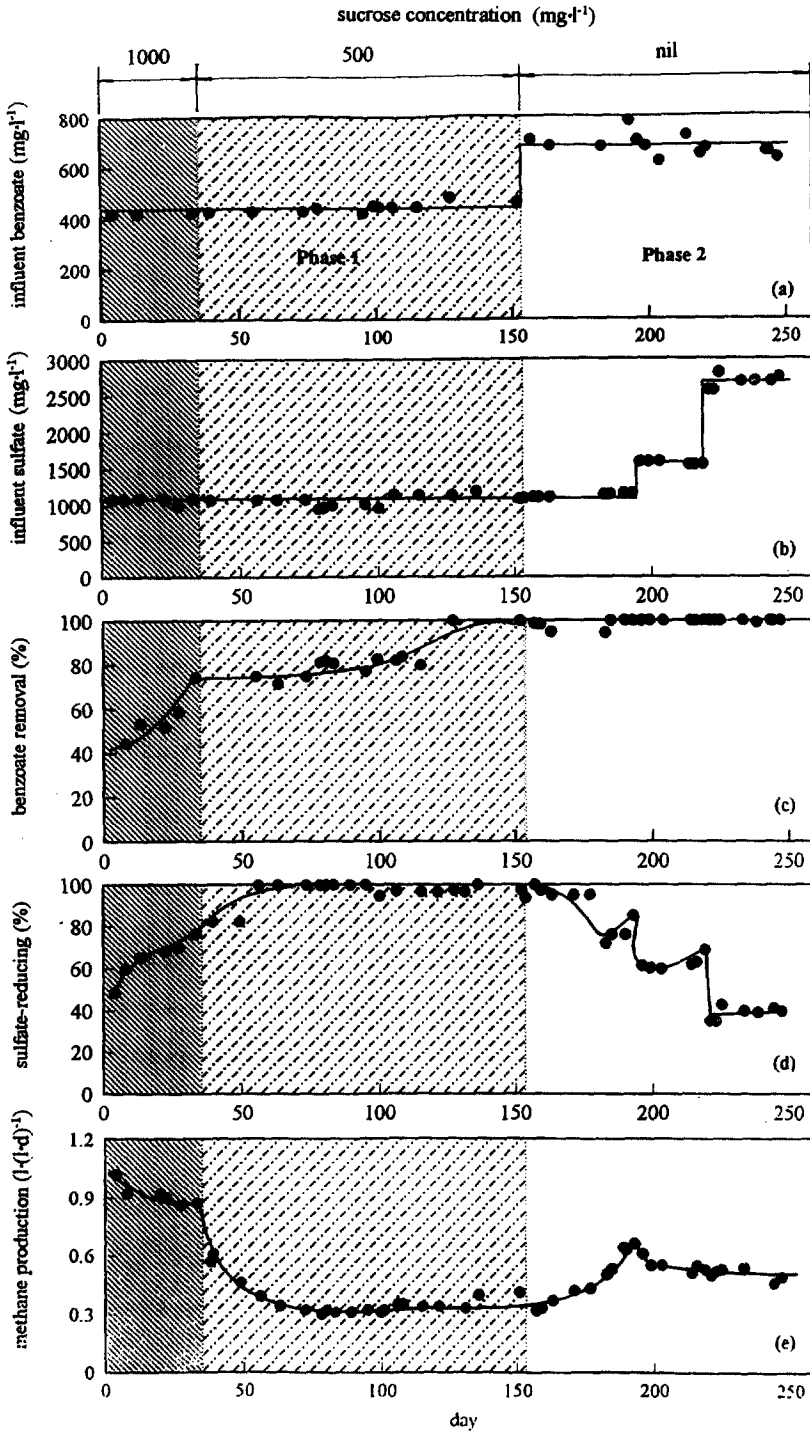 sucrose concentration (mg·l⁻¹)
1000 500 nil
influent benzoate (mg·l⁻¹)
800
600
400
200
0
Phase 1
Phase 2
(a)
0 50 100 150 200 250
influent sulfate (mg·l⁻¹)
3000
2500
2000
1500
1000
500
0
(b)
0 50 100 150 200 250
benzoate removal (%)
100
80
60
40
20
0
(c)
0 50 100 150 200 250
sulfate-reducing (%)
100
80
60
40
20
0
(d)
0 50 100 150 200 250
methane production (l·(l·d)⁻¹)
1.2
0.9
0.6
0.3
0
(e)
0 50 100 150 200 250
day